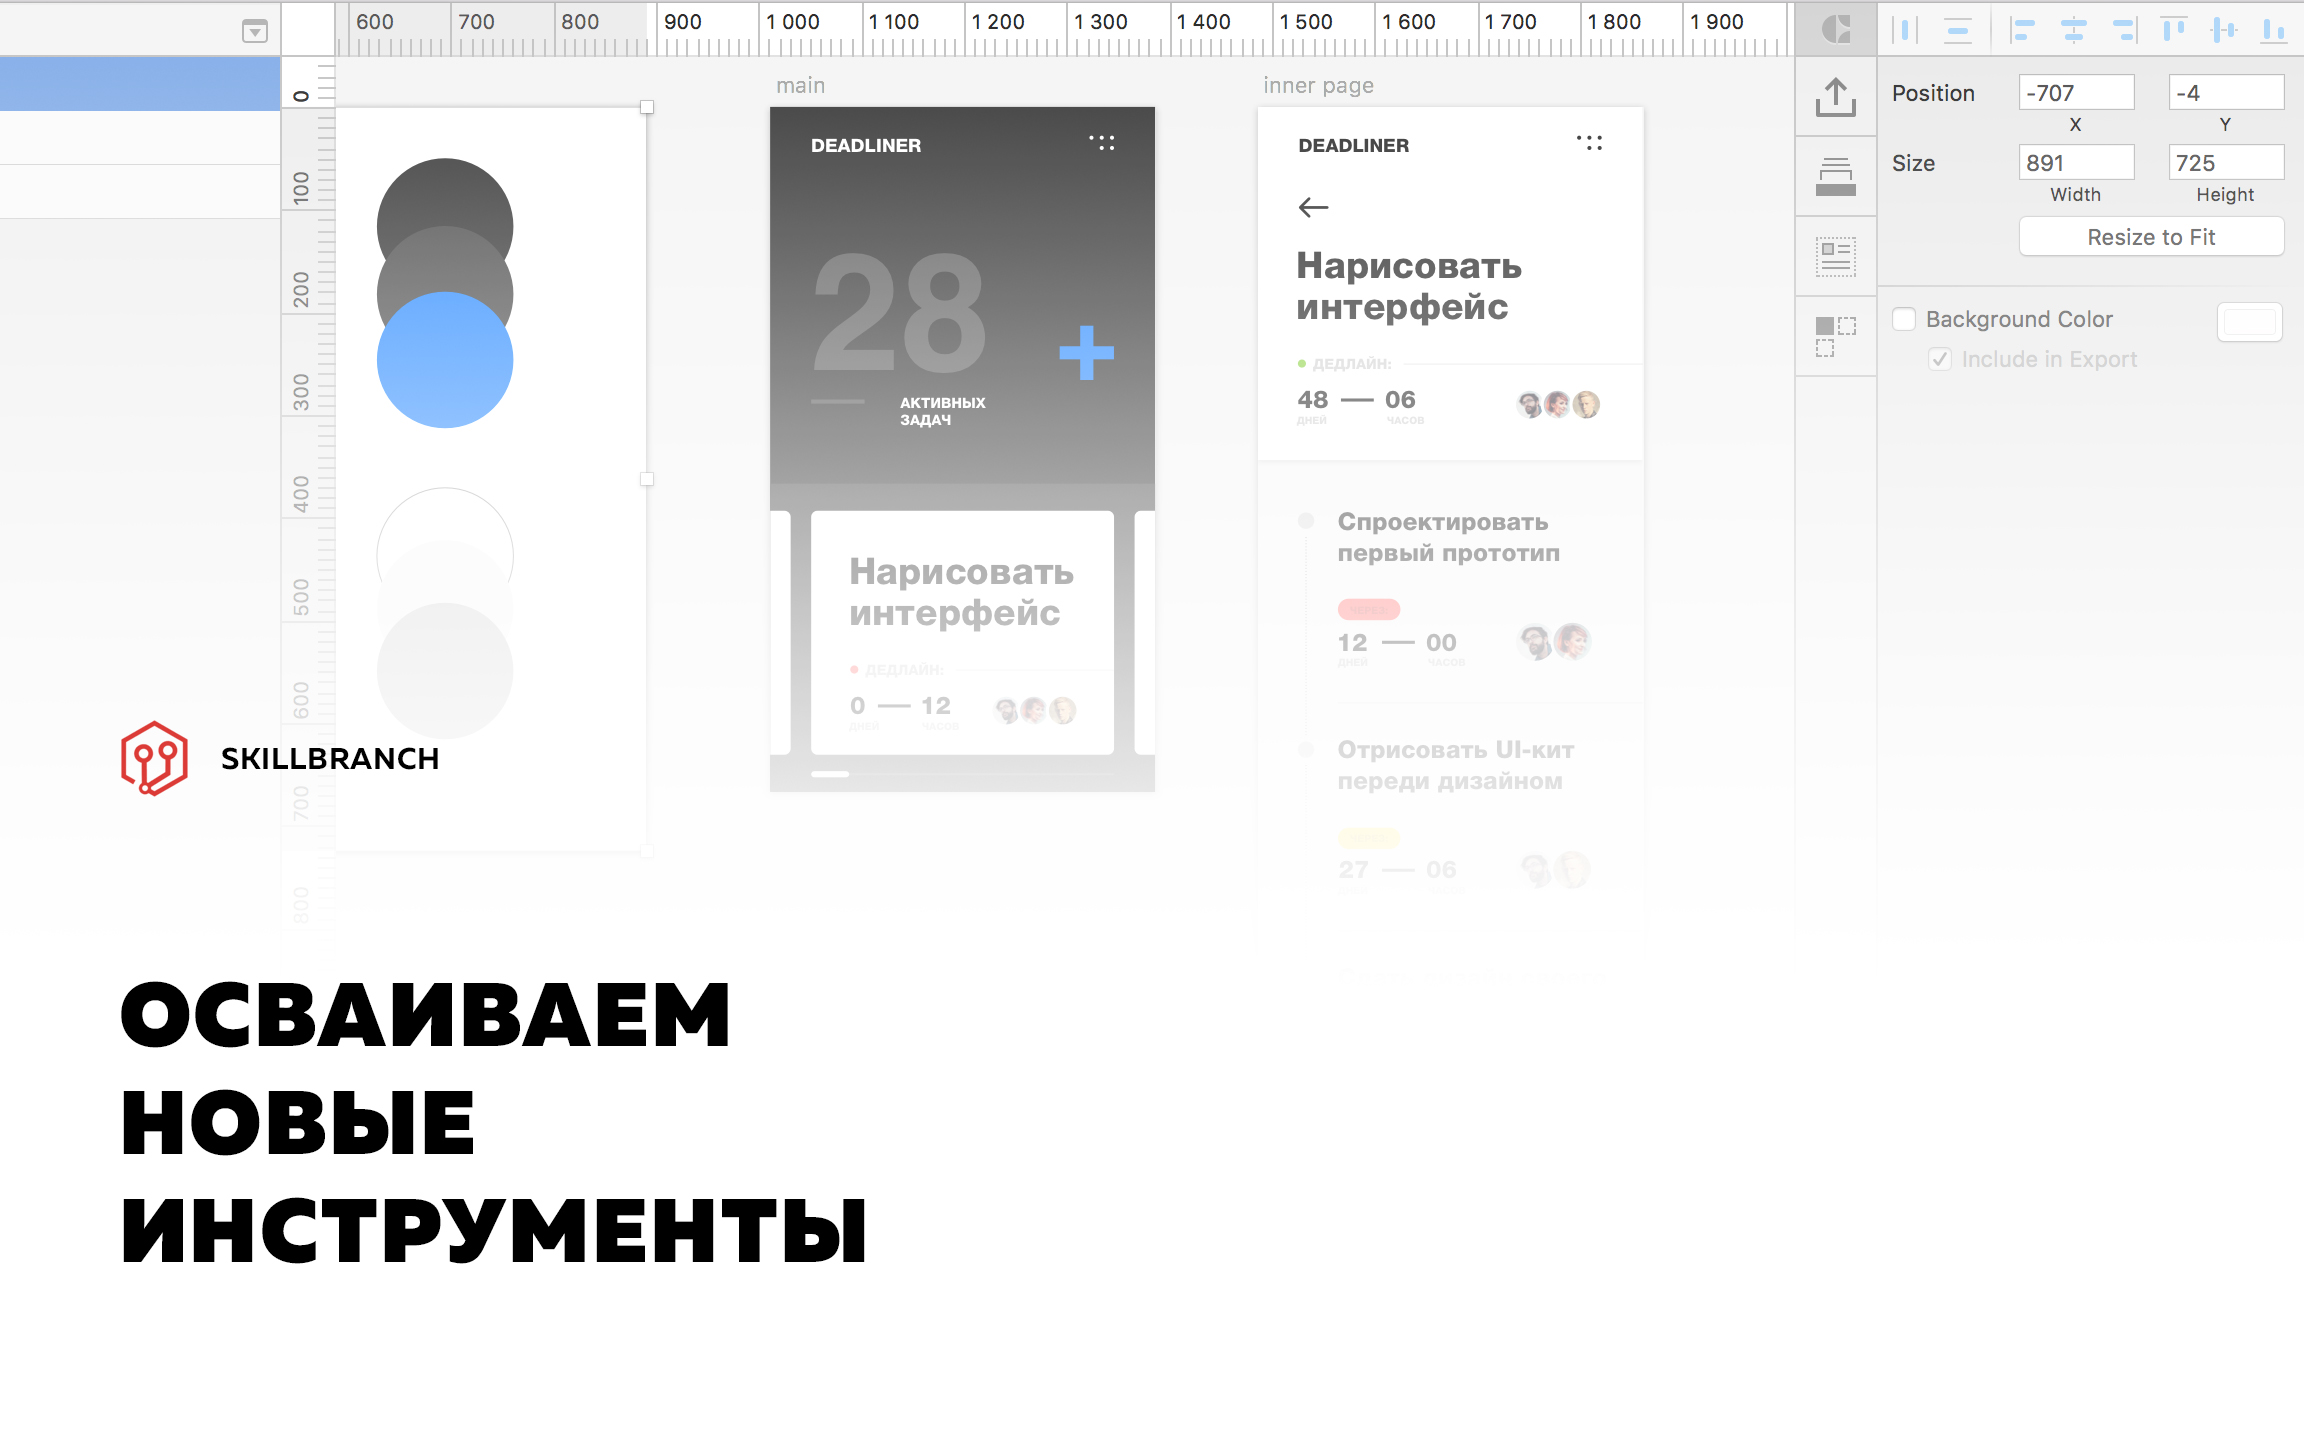 600 700 800 900 1 000 1 100 1 200 1 300 1 400 1 500 1 600 1 700 1 800 1 900
0
100
200
300
400
500
600
700
800
main
DEADLINER
28
АКТИВНЫХ
ЗАДАЧ
Нарисовать
интерфейс
ДЕДЛАЙН:
0 — 12
ДНЕЙ ЧАСОВ
inner page
DEADLINER
Нарисовать
интерфейс
ДЕДЛАЙН:
48 — 06
ДНЕЙ ЧАСОВ
Спроектировать
первый прототип
12 — 00
ДНЕЙ ЧАСОВ
Отрисовать UI-кит
переди дизайном
27 — 06
Position -707 -4
X Y
Size 891 725
Width Height
Resize to Fit
Background Color
Include in Export
SKILLBRANCH
ОСВАИВАЕМ
НОВЫЕ
ИНСТРУМЕНТЫ